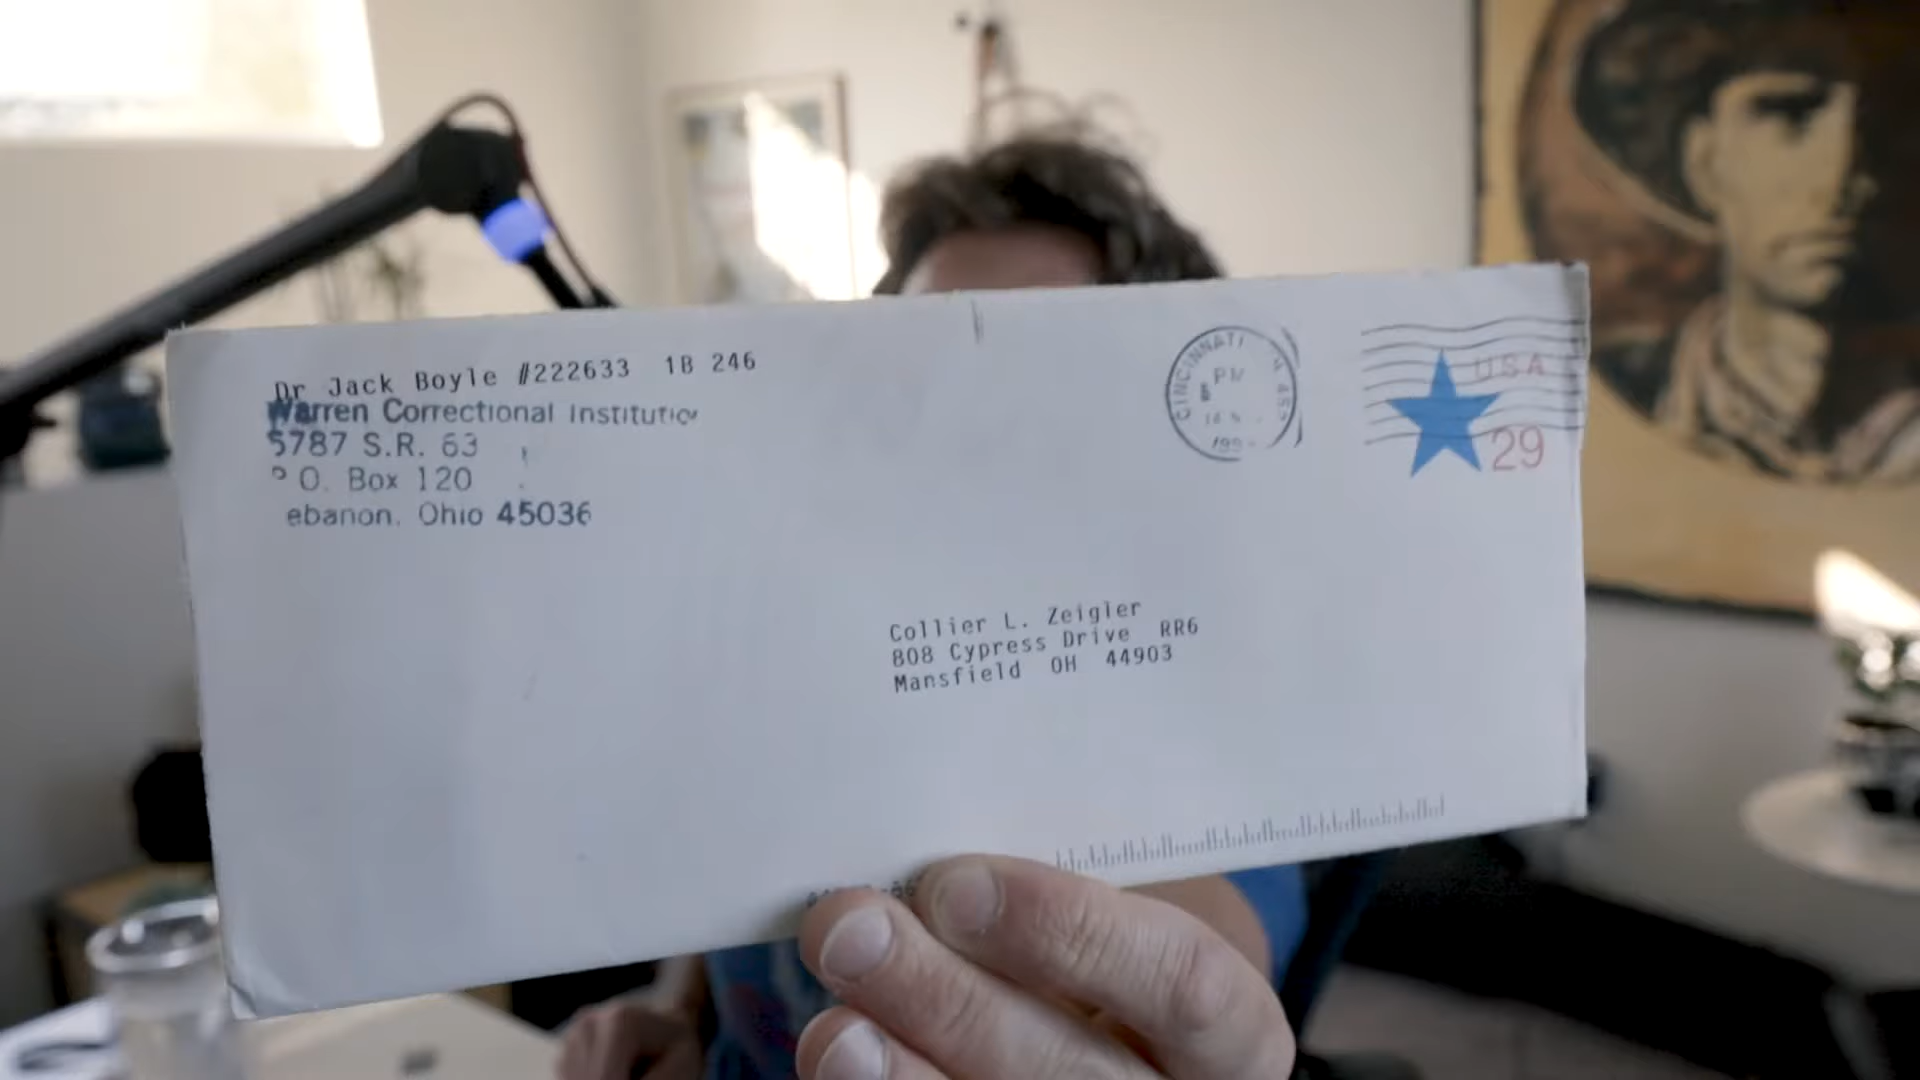 Dr Jack Boyle #222633 1B 246
Warren Correctional Institution
5787 S.R. 63
P O. Box 120
ebanon, Ohio 45036
CINCINNATI
PM
USA
29
Collier L. Zeigler
808 Cypress Drive RR6
Mansfield OH 44903